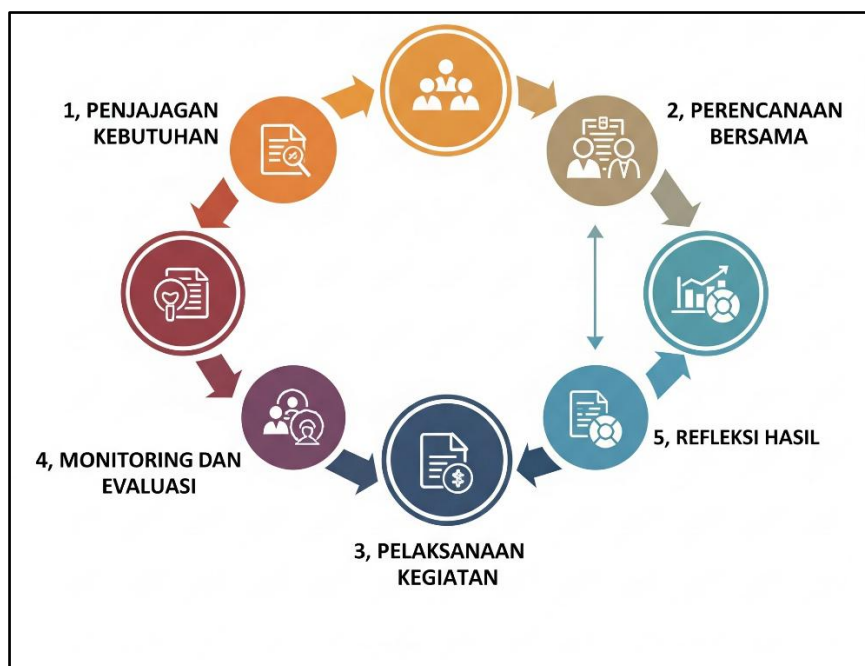 1, PENJAJAGAN
KEBUTUHAN
2, PERENCANAAN
BERSAMA
5, REFLEKSI HASIL
4, MONITORING DAN
EVALUASI
3, PELAKSANAAN
KEGIATAN